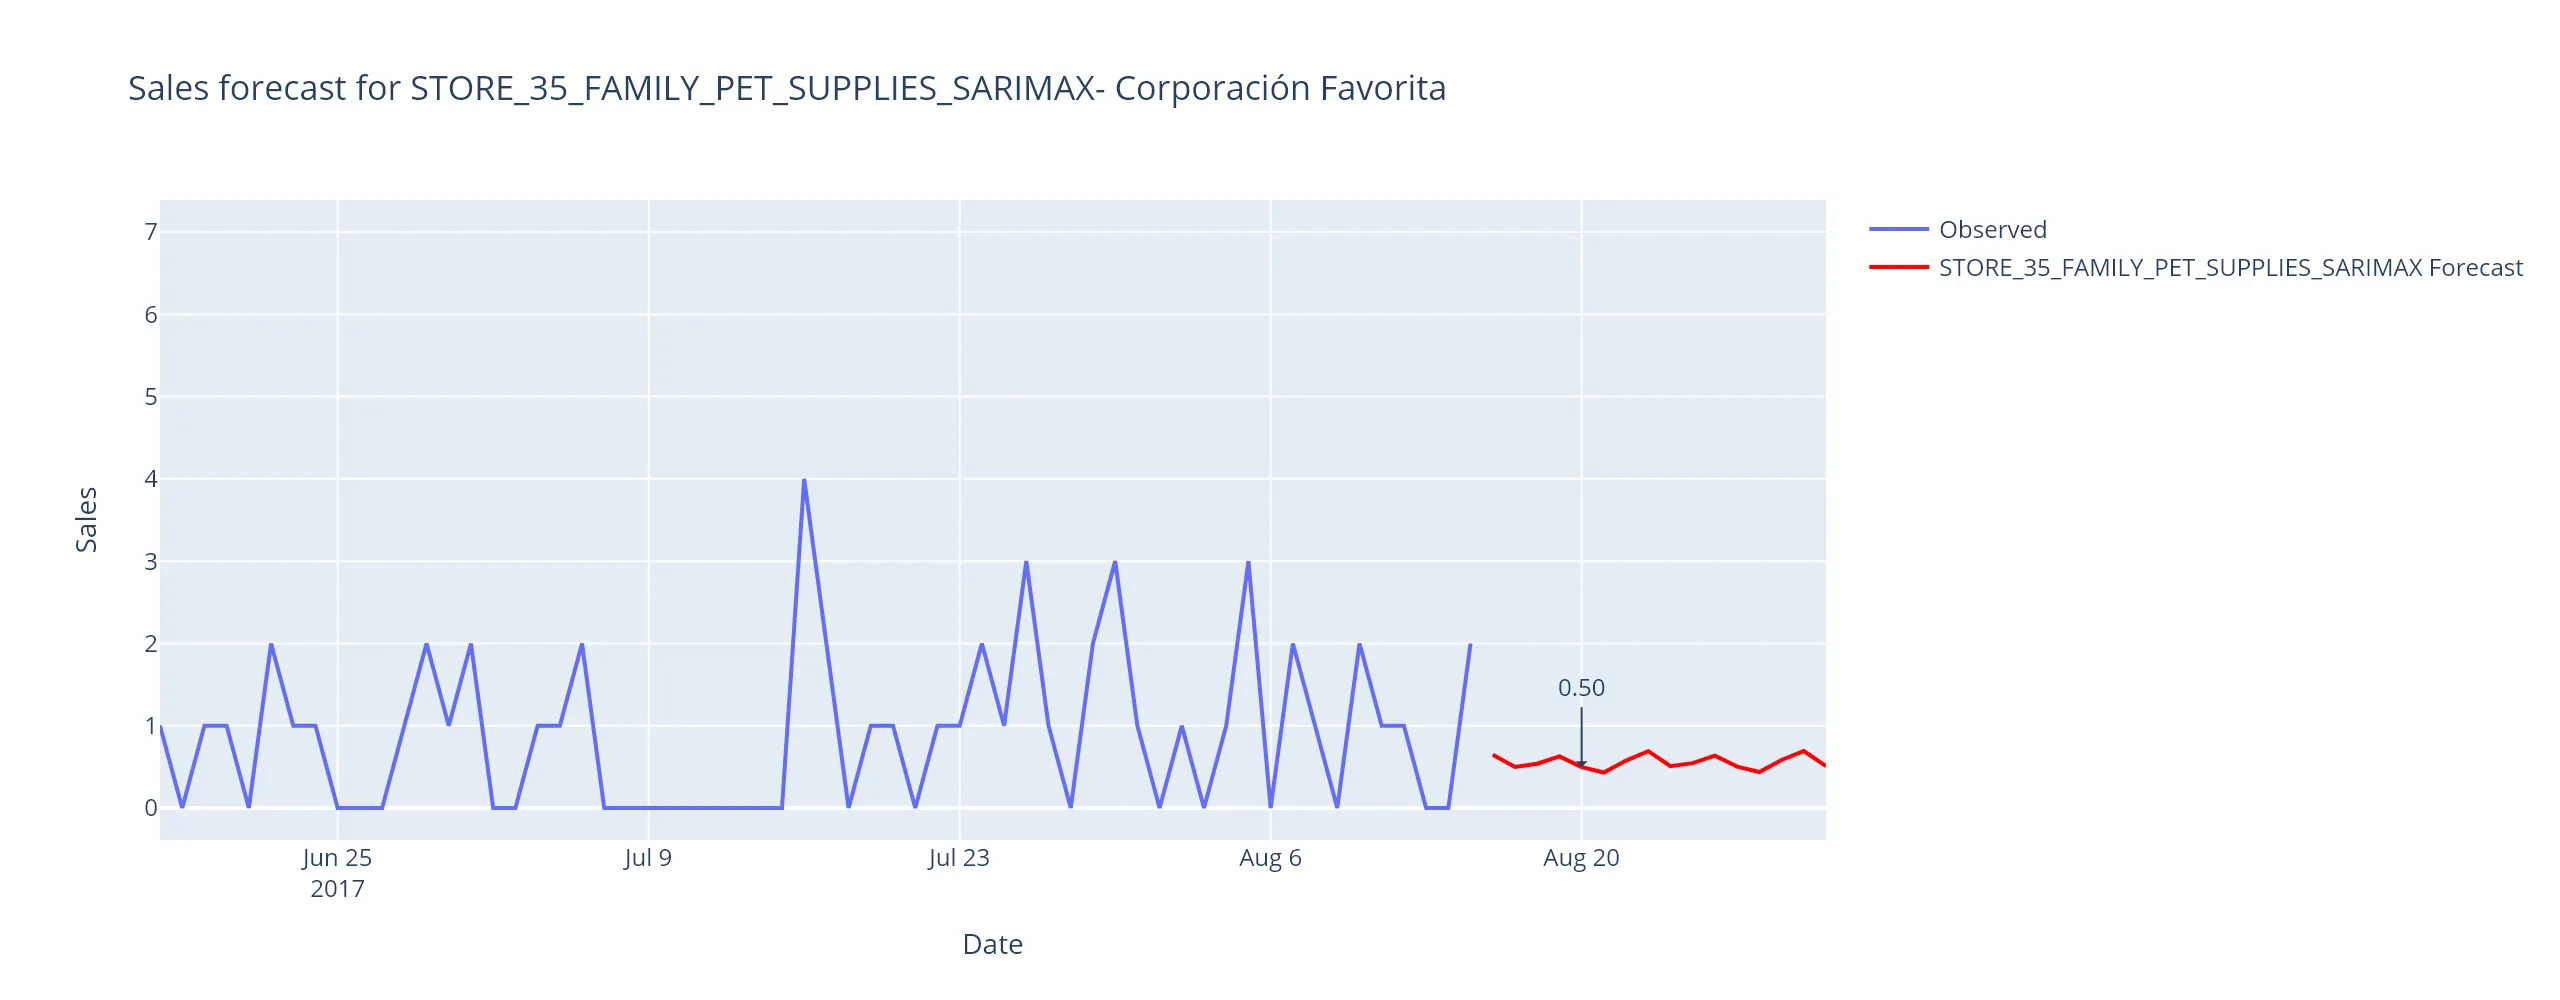 Sales forecast for STORE_35_FAMILY_PET_SUPPLIES_SARIMAX- Corporación Favorita
Observed
STORE_35_FAMILY_PET_SUPPLIES_SARIMAX Forecast
7
6
5
4
3
2
1
0
Sales
0.50
Jun 25
2017
Jul 9
Jul 23
Aug 6
Aug 20
Date